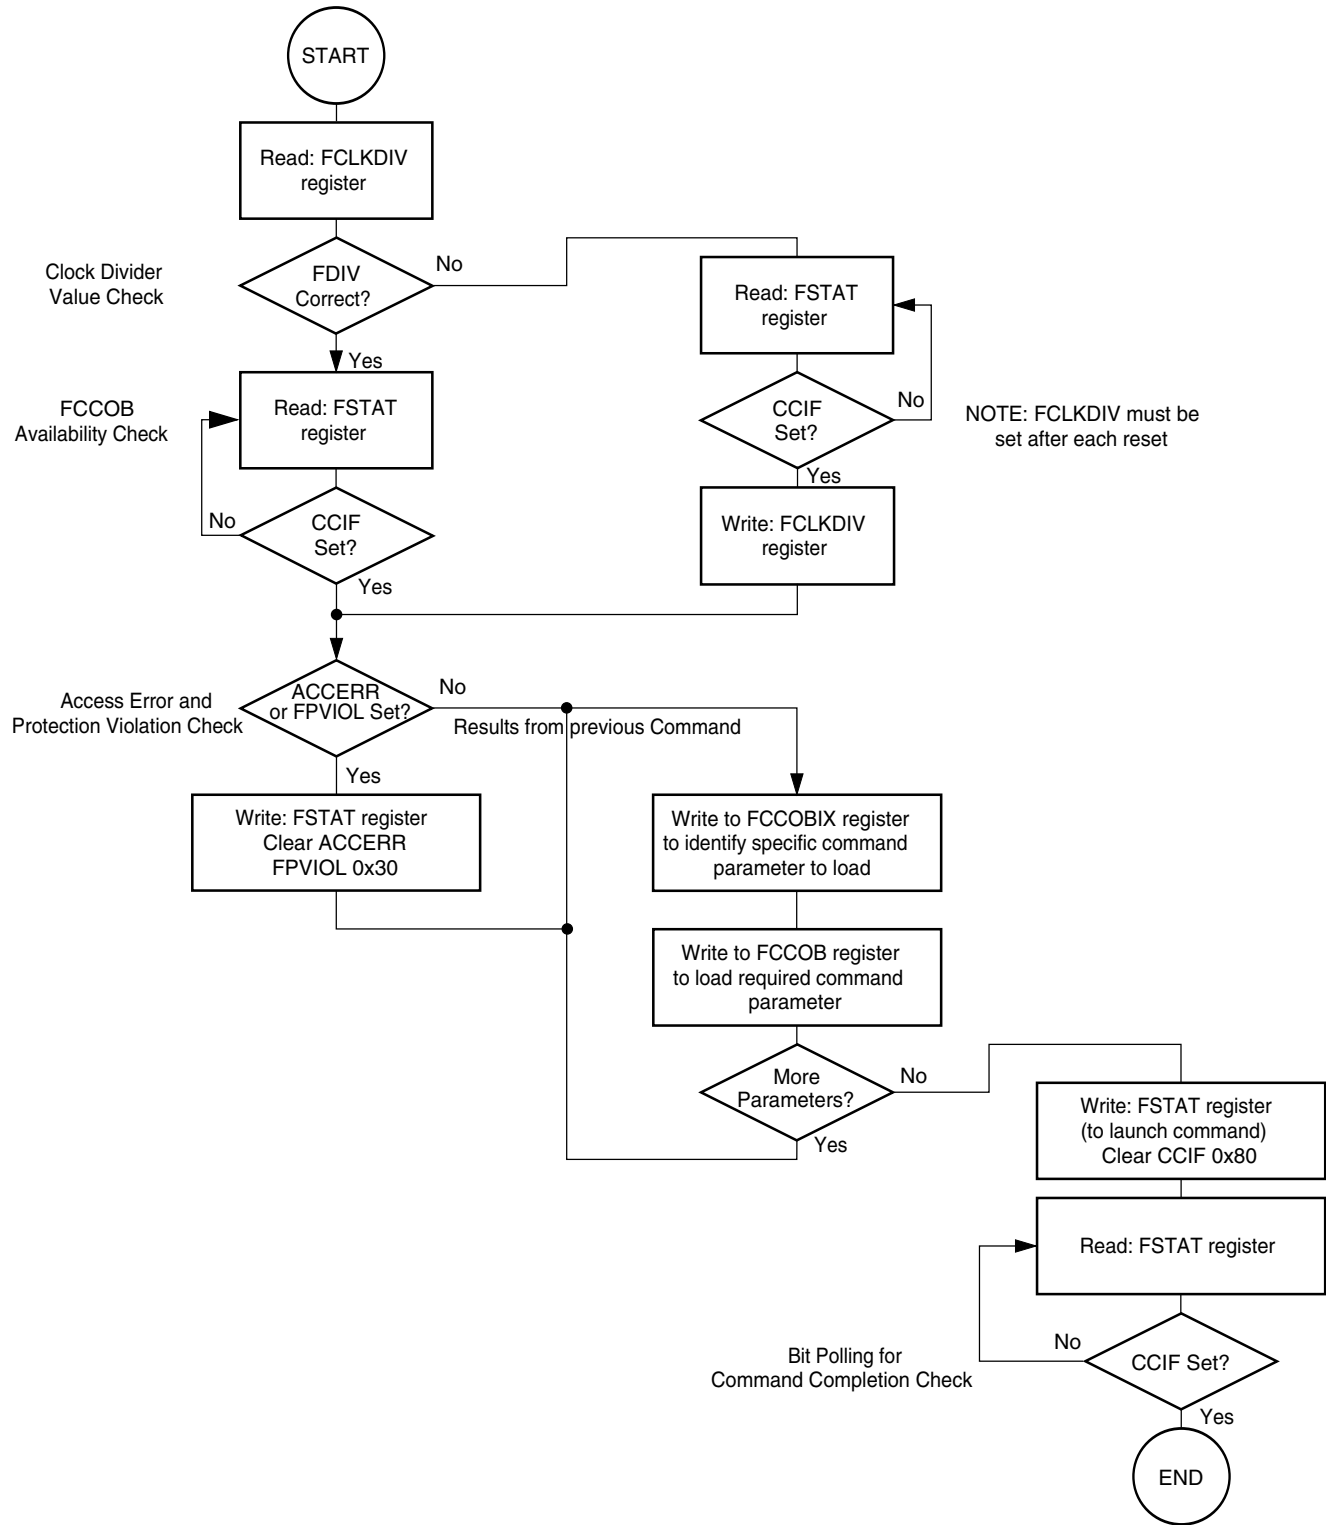 START
Read: FCLKDIV
register
Clock Divider
Value Check
FDIV
Correct?
No
Yes
Read: FSTAT
register
CCIF
Set?
No
Yes
NOTE: FCLKDIV must be
set after each reset
Write: FCLKDIV
register
FCCOB
Availability Check
Read: FSTAT
register
CCIF
Set?
No
Yes
Access Error and
Protection Violation Check
ACCERR
or FPVIOL Set?
No
Results from previous Command
Yes
Write: FSTAT register
Clear ACCERR
FPVIOL 0x30
Write to FCCOBIX register
to identify specific command
parameter to load
Write to FCCOB register
to load required command
parameter
More
Parameters?
No
Yes
Write: FSTAT register
(to launch command)
Clear CCIF 0x80
Read: FSTAT register
Bit Polling for
Command Completion Check
No
CCIF Set?
Yes
END